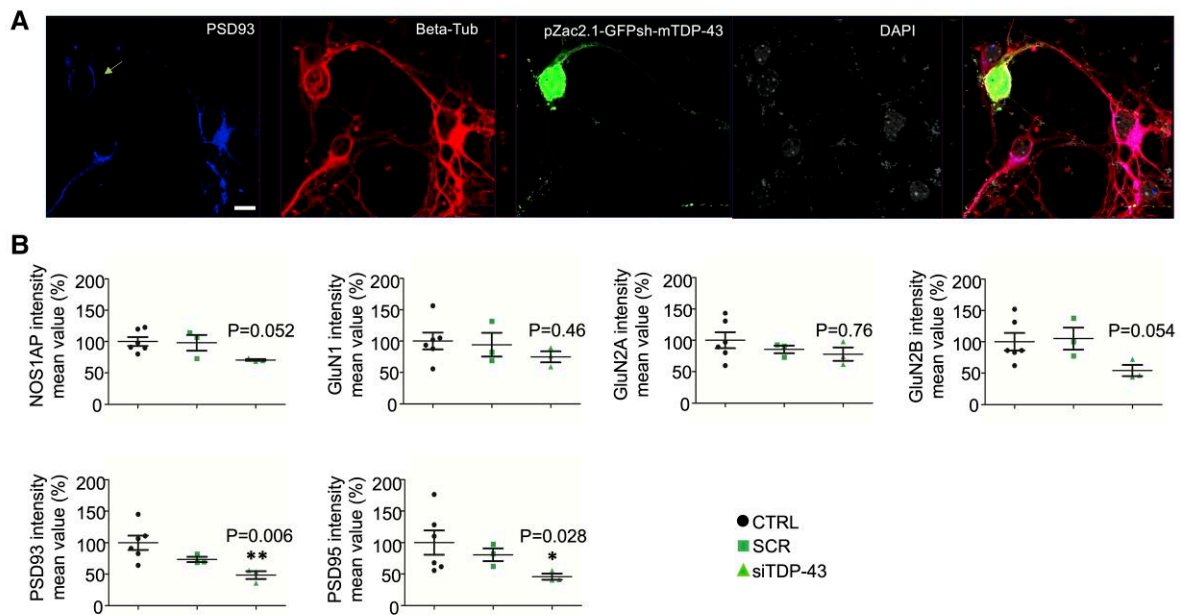 A
PSD93
Beta-Tub
pZac2.1-GFPsh-mTDP-43
DAPI
B
NOS1AP intensity
mean value (%)
200
150
100
50
0
P=0.052
GluN1 intensity
mean value (%)
200
150
100
50
0
P=0.46
GluN2A intensity
mean value (%)
200
150
100
50
0
P=0.76
GluN2B intensity
mean value (%)
200
150
100
50
0
P=0.054
PSD93 intensity
mean value (%)
200
150
100
50
0
P=0.006
**
PSD95 intensity
mean value (%)
200
150
100
50
0
P=0.028
*
CTRL
SCR
siTDP-43